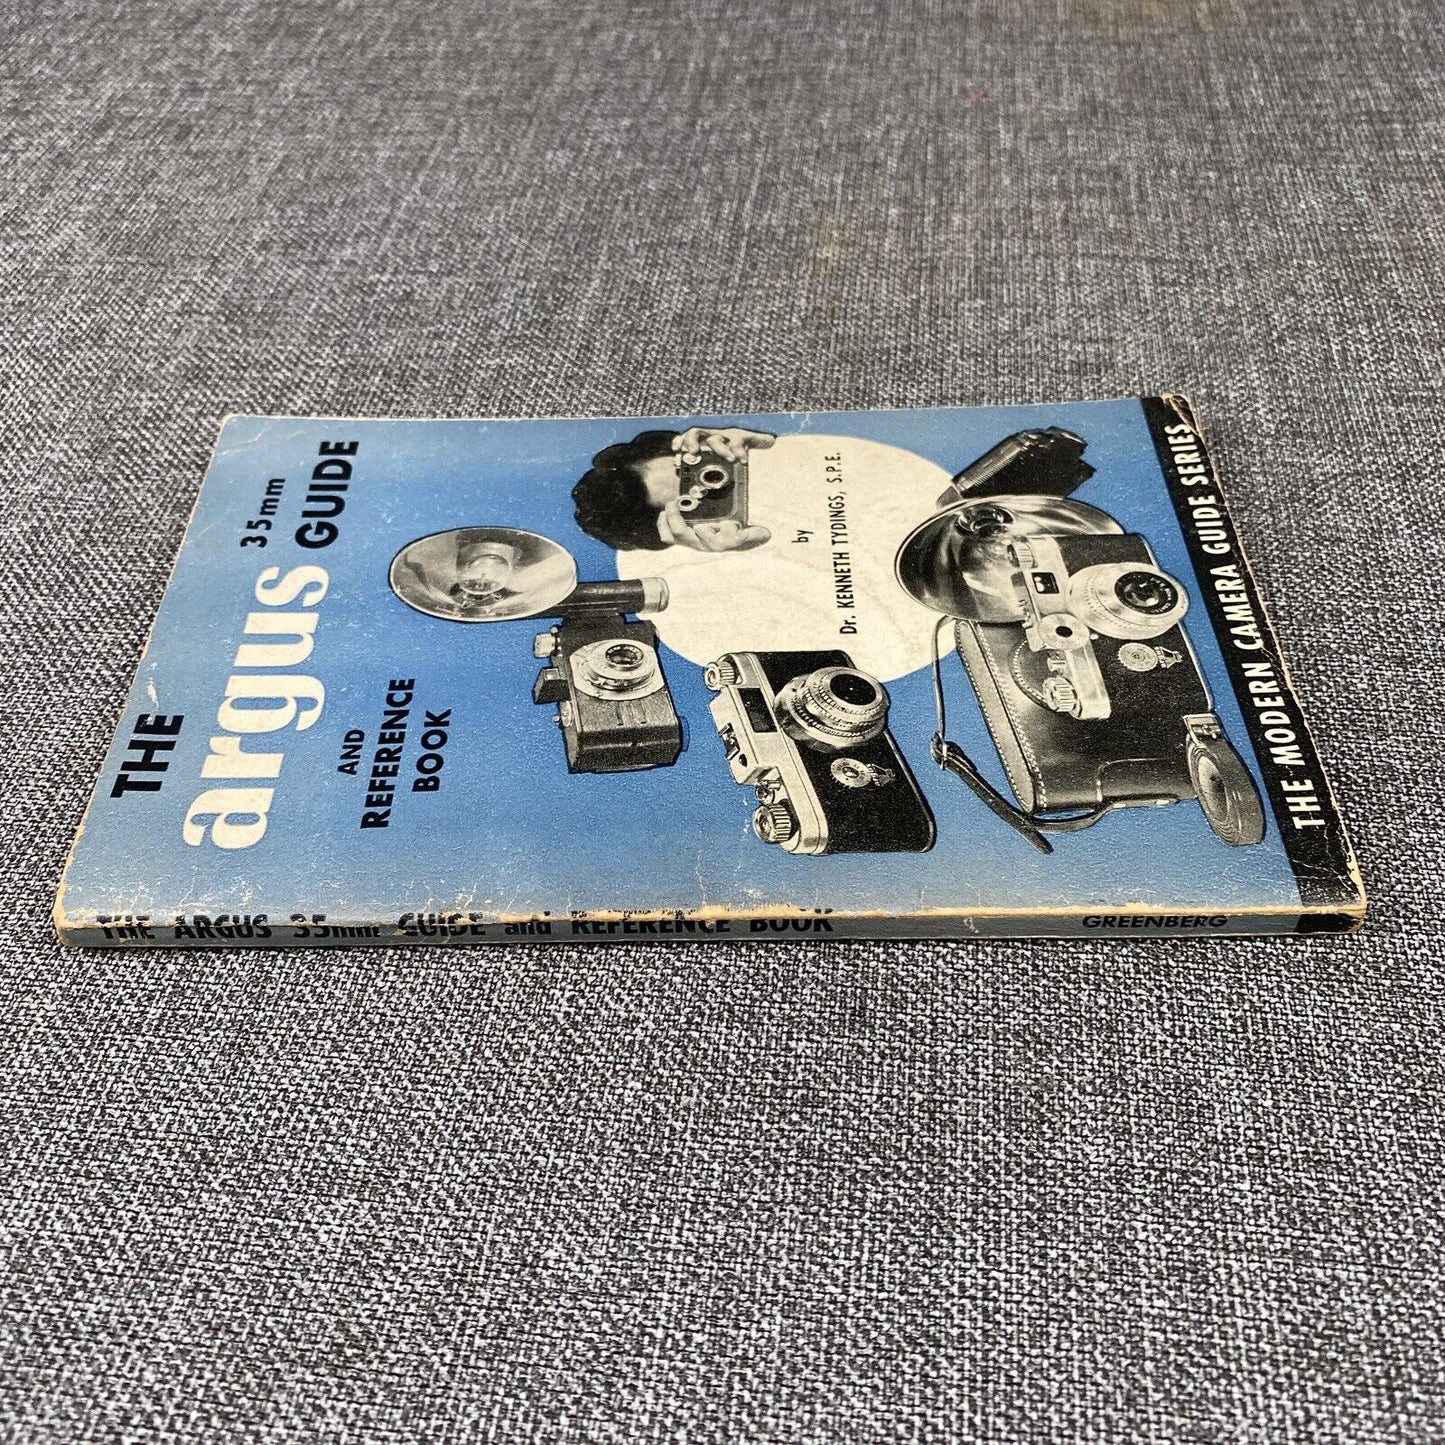 THE
argus
35mm
GUIDE
AND
REFERENCE
BOOK
by
Dr. KENNETH TYDINGS, S.P.E.
THE MODERN CAMERA GUIDE SERIES
THE ARGUS 35mm GUIDE and REFERENCE BOOK
GREENBERG